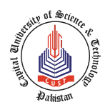 Capital University of Science & Technology
CUST
Pakistan